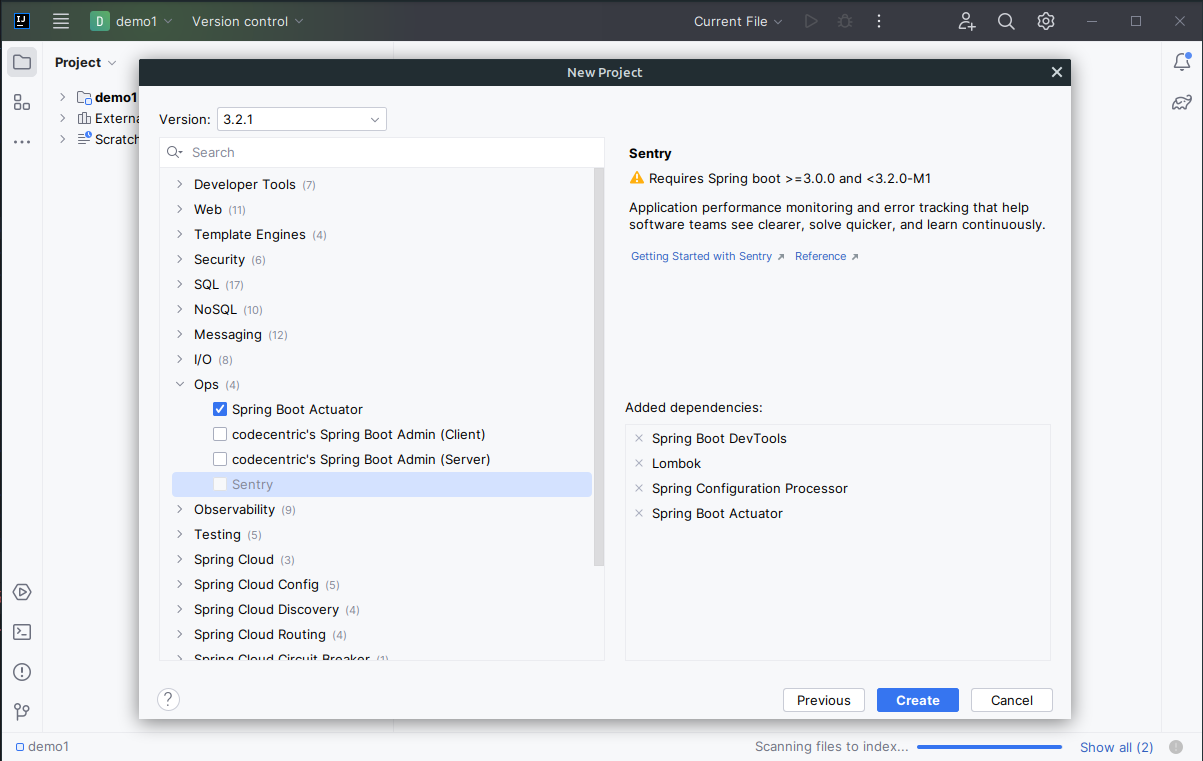 D demo1 Version control Current File
Project
demo1
Externa
Scratch
New Project
Version: 3.2.1
Search
Developer Tools (7)
Web (11)
Template Engines (4)
Security (6)
SQL (17)
NoSQL (10)
Messaging (12)
I/O (8)
Ops (4)
Spring Boot Actuator
codecentric's Spring Boot Admin (Client)
codecentric's Spring Boot Admin (Server)
Sentry
Observability (9)
Testing (5)
Spring Cloud (3)
Spring Cloud Config (5)
Spring Cloud Discovery (4)
Spring Cloud Routing (4)
Spring Cloud Circuit Breaker (1)
Sentry
Requires Spring boot >=3.0.0 and <3.2.0-M1
Application performance monitoring and error tracking that help
software teams see clearer, solve quicker, and learn continuously.
Getting Started with Sentry Reference
Added dependencies:
Spring Boot DevTools
Lombok
Spring Configuration Processor
Spring Boot Actuator
? Previous Create Cancel
demo1 Scanning files to index... Show all (2)